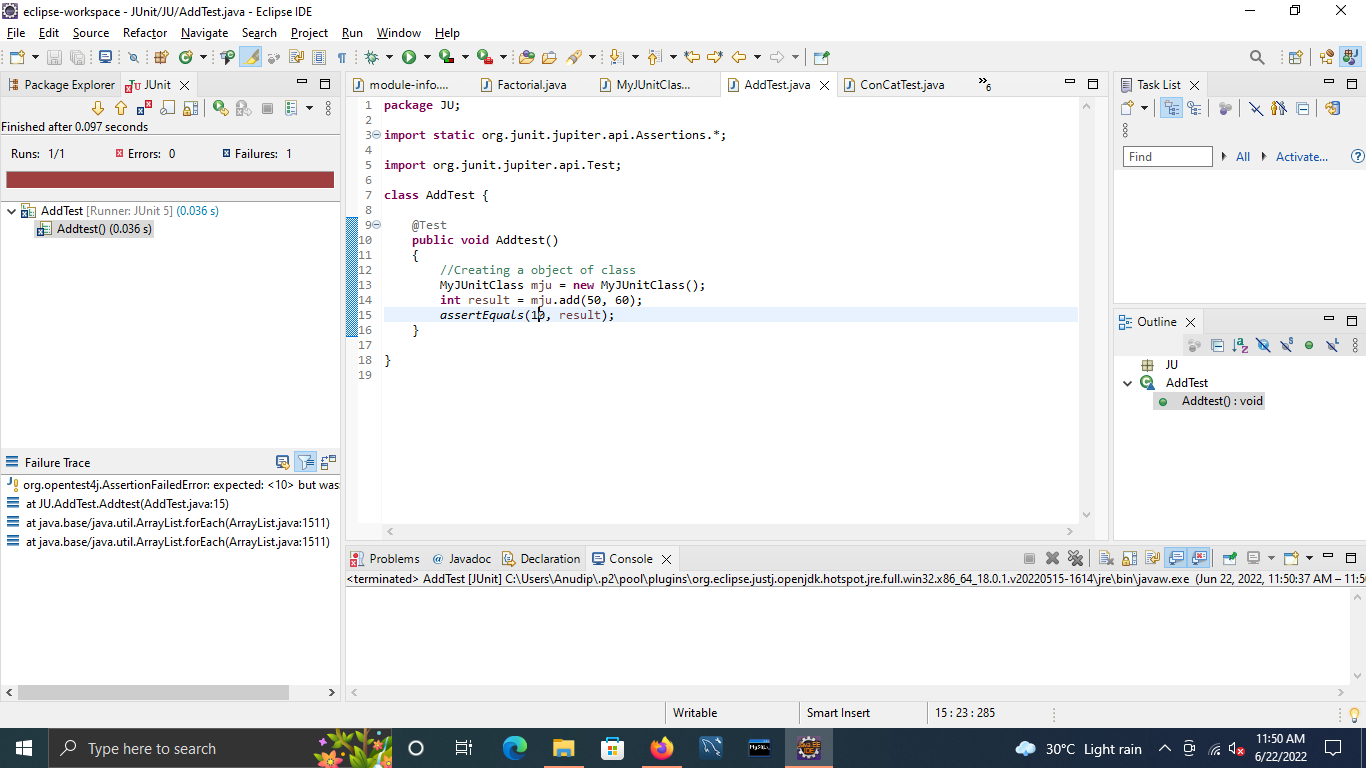 eclipse-workspace - JUnit/JU/AddTest.java - Eclipse IDE
File Edit Source Refactor Navigate Search Project Run Window Help
Package Explorer JUnit
Finished after 0.097 seconds
Runs: 1/1 Errors: 0 Failures: 1
AddTest [Runner: JUnit 5] (0.036 s)
Addtest() (0.036 s)
Failure Trace
org.opentest4j.AssertionFailedError: expected: <10> but was
at JU.AddTest.Addtest(AddTest.java:15)
at java.base/java.util.ArrayList.forEach(ArrayList.java:1511)
at java.base/java.util.ArrayList.forEach(ArrayList.java:1511)
module-info.... Factorial.java MyJUnitClas... AddTest.java ConCatTest.java »6
1 package JU;
2
3 import static org.junit.jupiter.api.Assertions.*;
4
5 import org.junit.jupiter.api.Test;
6
7 class AddTest {
8
9 @Test
10 public void Addtest()
11 {
12 //Creating a object of class
13 MyJUnitClass mju = new MyJUnitClass();
14 int result = mju.add(50, 60);
15 assertEquals(10, result);
16 }
17
18 }
19
Task List
Find All Activate...
Outline
JU
AddTest
Addtest() : void
Problems @ Javadoc Declaration Console
<terminated> AddTest [JUnit] C:\Users\Anudip\.p2\pool\plugins\org.eclipse.justj.openjdk.hotspot.jre.full.win32.x86_64_18.0.1.v20220515-1614\jre\bin\javaw.exe (Jun 22, 2022, 11:50:37 AM – 11:50
Writable Smart Insert 15 : 23 : 285
Type here to search
30°C Light rain
11:50 AM
6/22/2022